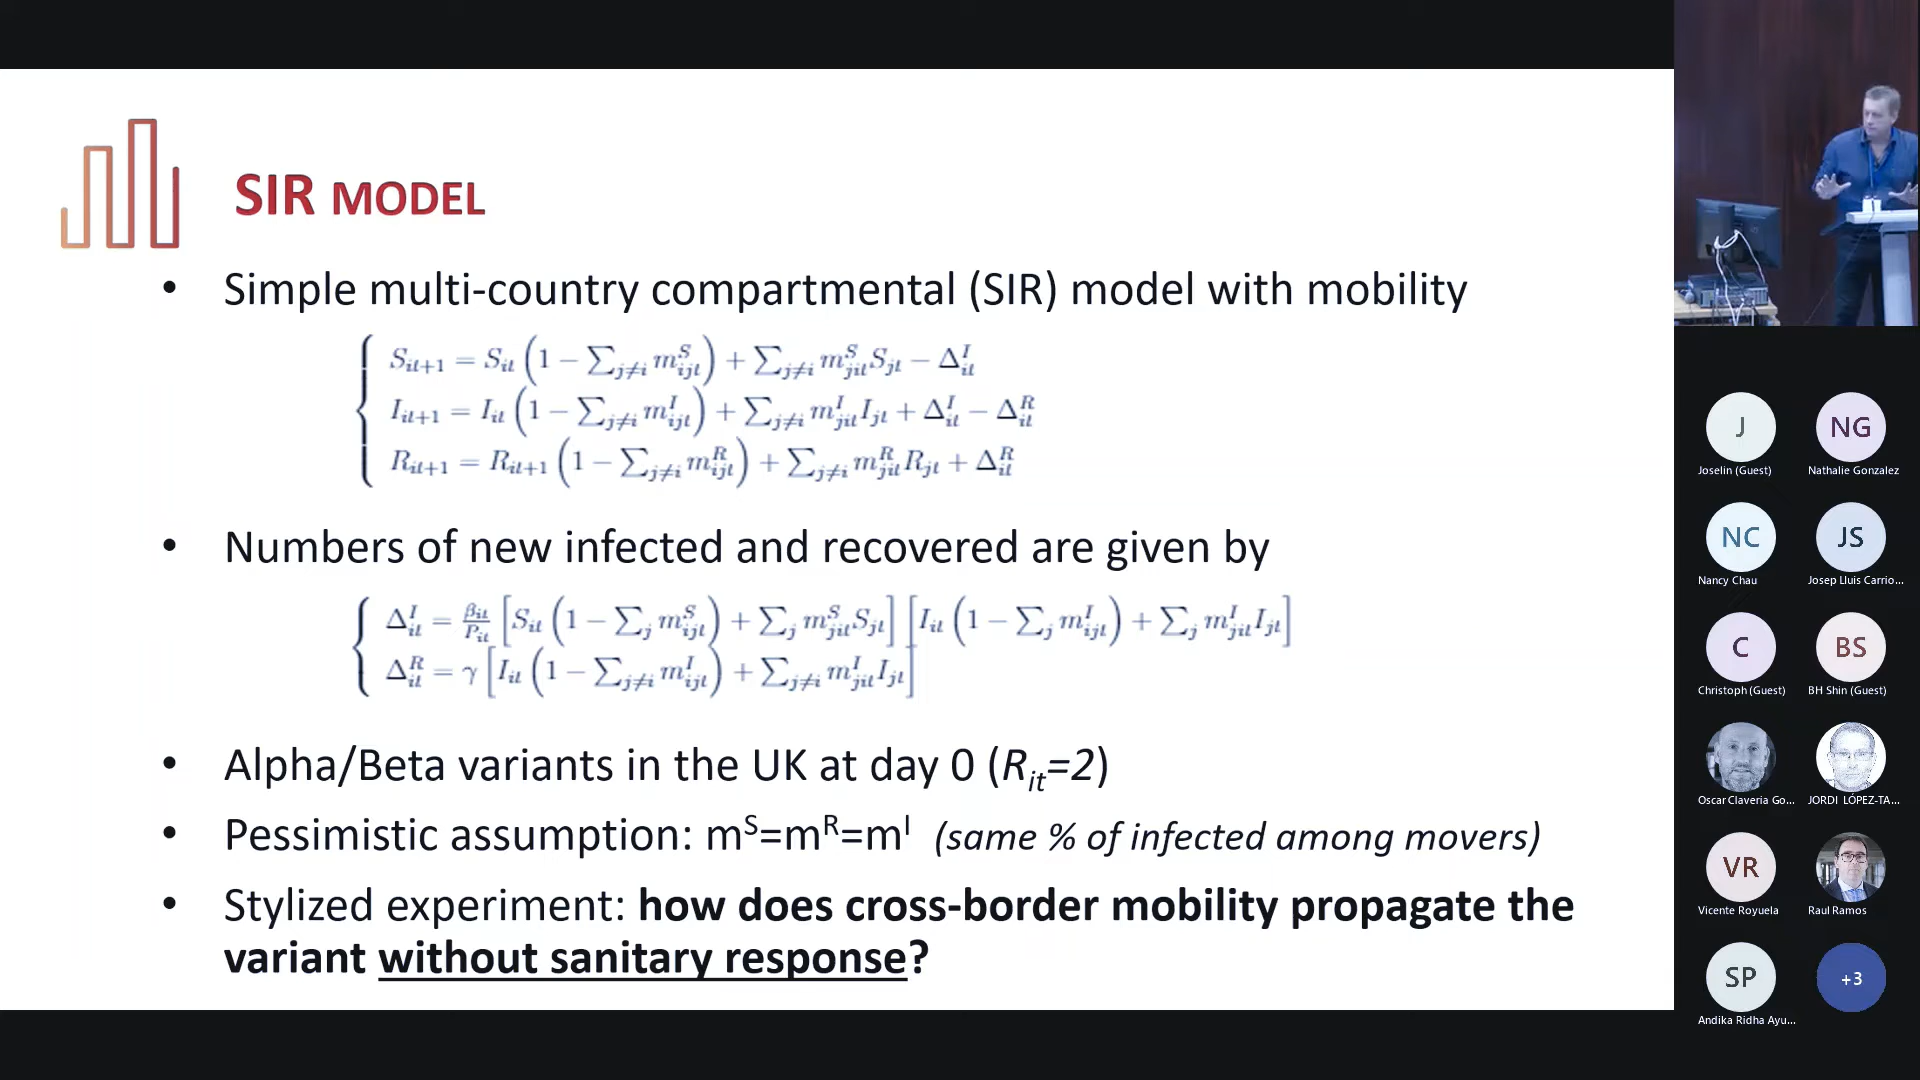 SIR MODEL
• Simple multi-country compartmental (SIR) model with mobility
S_{it+1} = S_{it} (1 − ∑_{j≠i} m^S_{ijt}) + ∑_{j≠i} m^S_{jit} S_{jt} − Δ^I_{it}
I_{it+1} = I_{it} (1 − ∑_{j≠i} m^I_{ijt}) + ∑_{j≠i} m^I_{jit} I_{jt} + Δ^I_{it} − Δ^R_{it}
R_{it+1} = R_{it+1} (1 − ∑_{j≠i} m^R_{ijt}) + ∑_{j≠i} m^R_{jit} R_{jt} + Δ^R_{it}
• Numbers of new infected and recovered are given by
Δ^I_{it} = β_{it}/P_{it} [S_{it} (1 − ∑_j m^S_{ijt}) + ∑_j m^S_{jit} S_{jt}] [I_{it} (1 − ∑_j m^I_{ijt}) + ∑_j m^I_{jit} I_{jt}]
Δ^R_{it} = γ [I_{it} (1 − ∑_{j≠i} m^I_{ijt}) + ∑_{j≠i} m^I_{jit} I_{jt}]
• Alpha/Beta variants in the UK at day 0 (R_{it}=2)
• Pessimistic assumption: m^S=m^R=m^I (same % of infected among movers)
• Stylized experiment: how does cross-border mobility propagate the
variant without sanitary response?
J NG
Joselin (Guest) Nathalie Gonzalez
NC JS
Nancy Chau Josep Lluis Carrio...
C BS
Christoph (Guest) BH Shin (Guest)
Oscar Claveria Go... JORDI LÓPEZ-TA...
VR
Vicente Royuela Raul Ramos
SP +3
Andika Ridha Ayu...